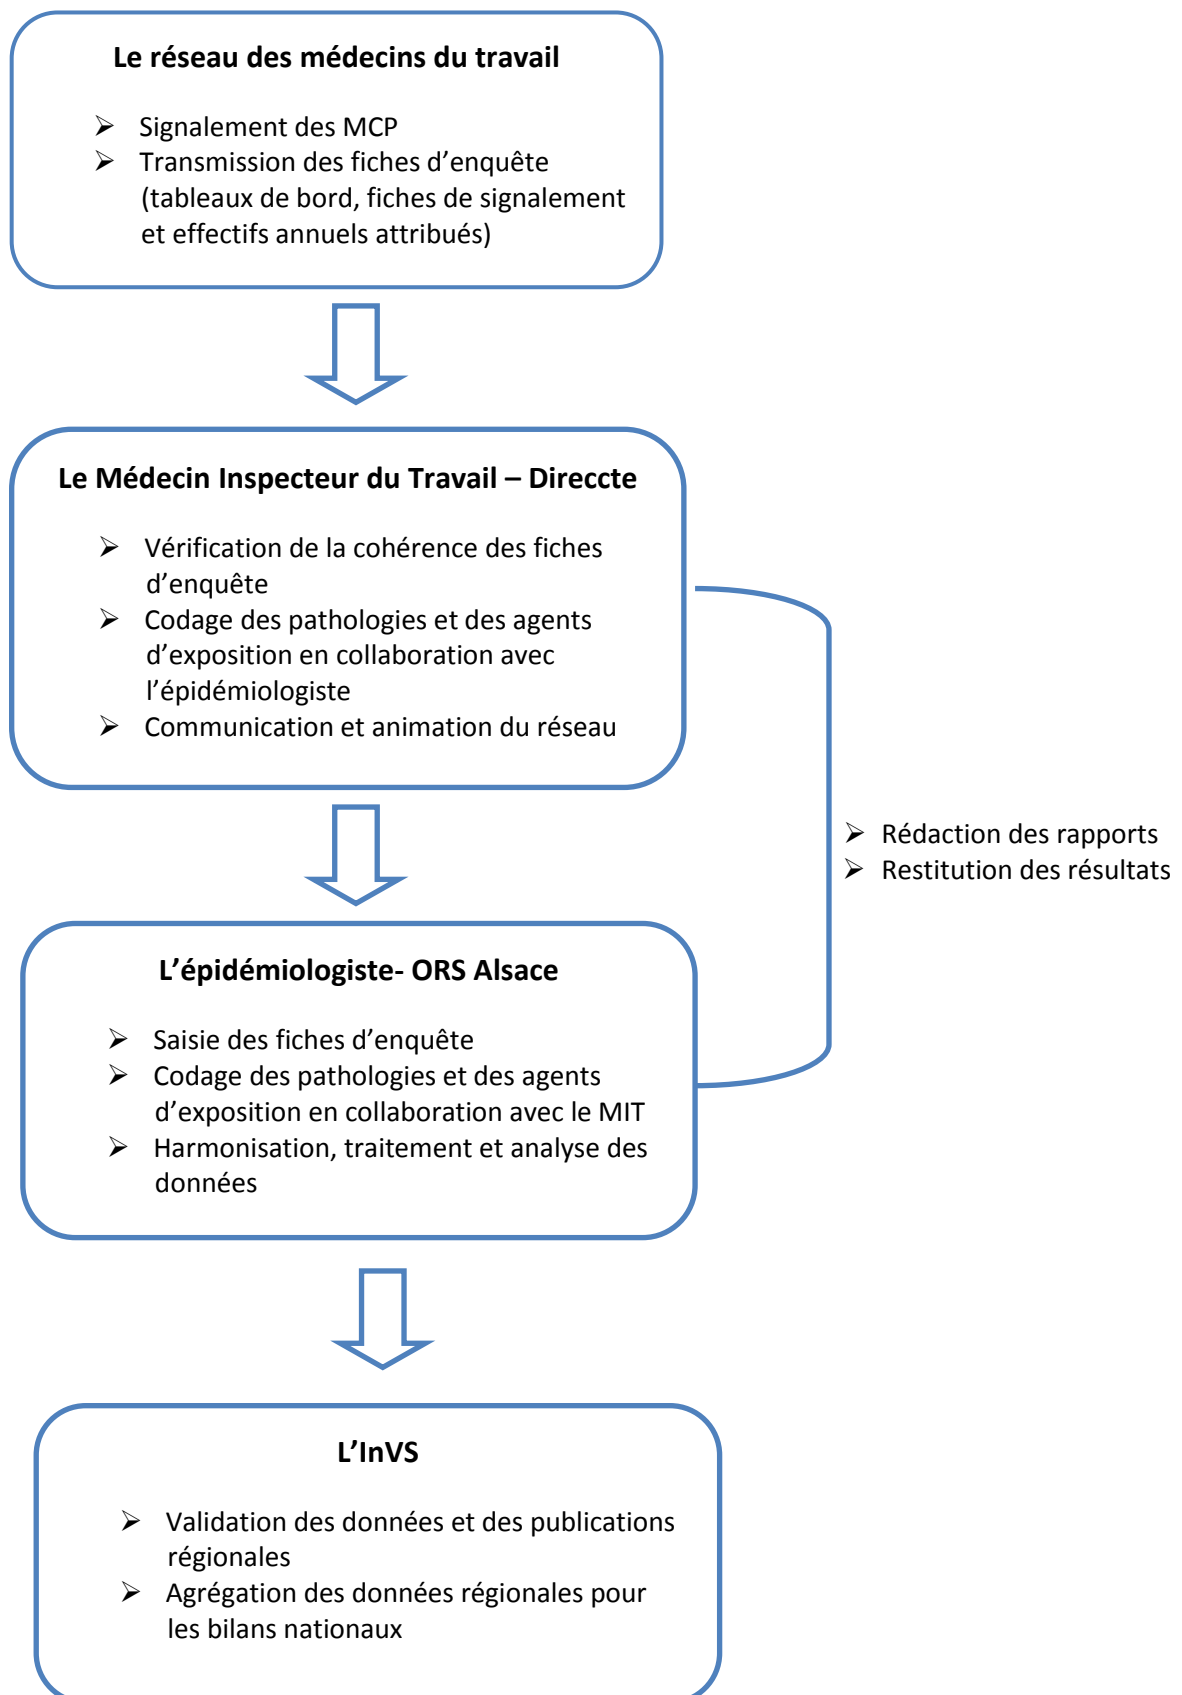 Le réseau des médecins du travail
➢ Signalement des MCP
➢ Transmission des fiches d’enquête
(tableaux de bord, fiches de signalement
et effectifs annuels attribués)
Le Médecin Inspecteur du Travail – Direccte
➢ Vérification de la cohérence des fiches
d’enquête
➢ Codage des pathologies et des agents
d’exposition en collaboration avec
l’épidémiologiste
➢ Communication et animation du réseau
➢ Rédaction des rapports
➢ Restitution des résultats
L’épidémiologiste- ORS Alsace
➢ Saisie des fiches d’enquête
➢ Codage des pathologies et des agents
d’exposition en collaboration avec le MIT
➢ Harmonisation, traitement et analyse des
données
L’InVS
➢ Validation des données et des publications
régionales
➢ Agrégation des données régionales pour
les bilans nationaux